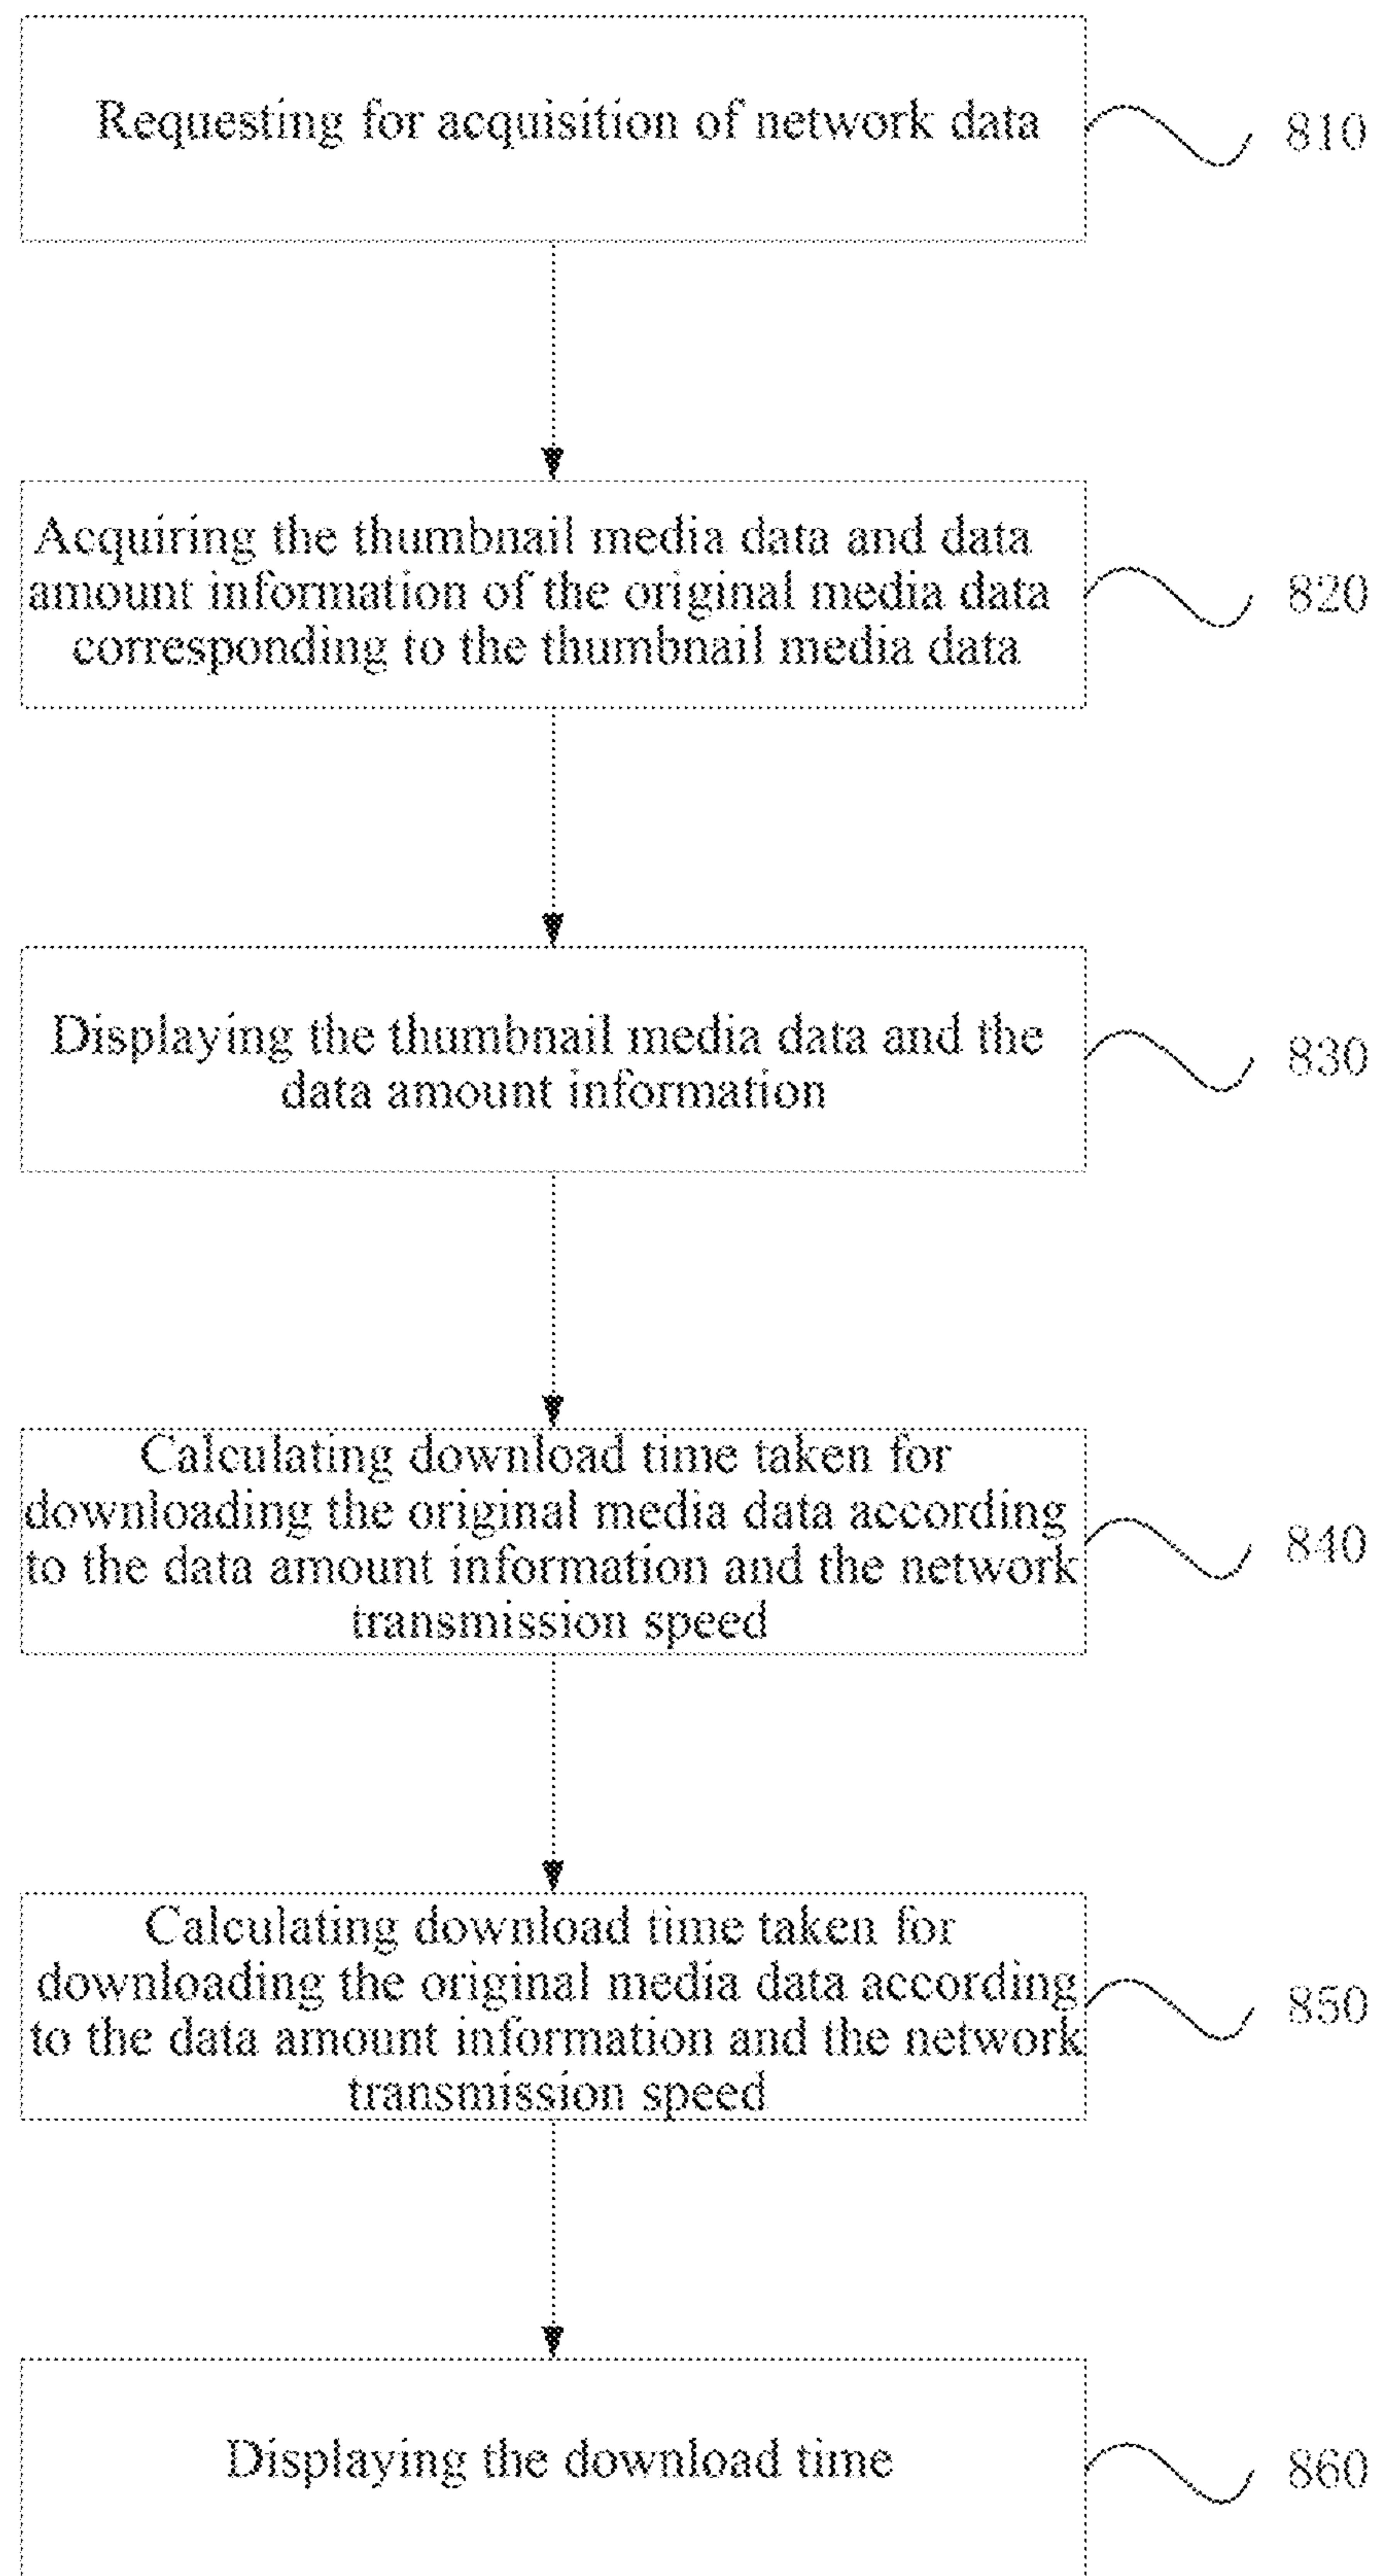 Requesting for acquisition of network data
810
Acquiring the thumbnail media data and data
amount information of the original media data
corresponding to the thumbnail media data
820
Displaying the thumbnail media data and the
data amount information
830
Calculating download time taken for
downloading the original media data according
to the data amount information and the network
transmission speed
840
Calculating download time taken for
downloading the original media data according
to the data amount information and the network
transmission speed
850
Displaying the download time
860